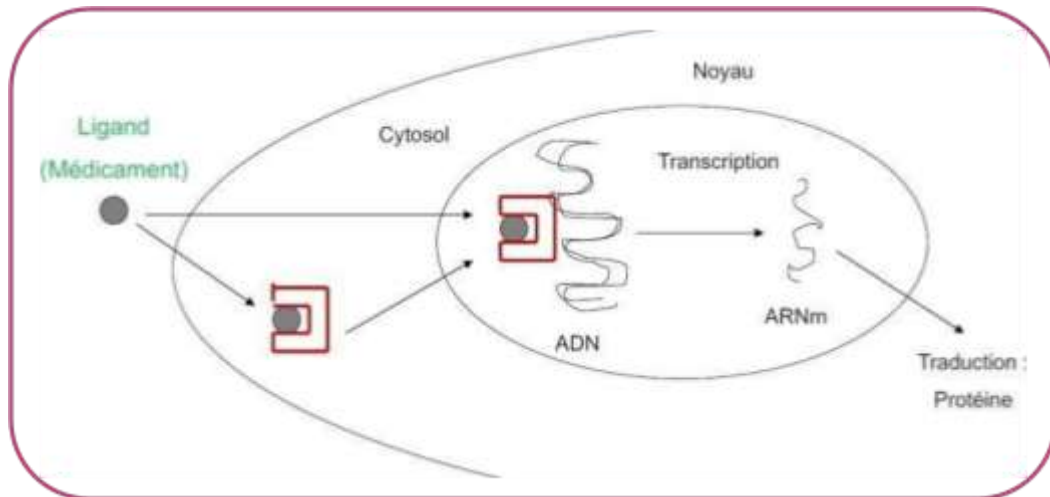 Noyau
Ligand
(Médicament)
Cytosol
Transcription
ADN
ARNm
Traduction :
Protéine